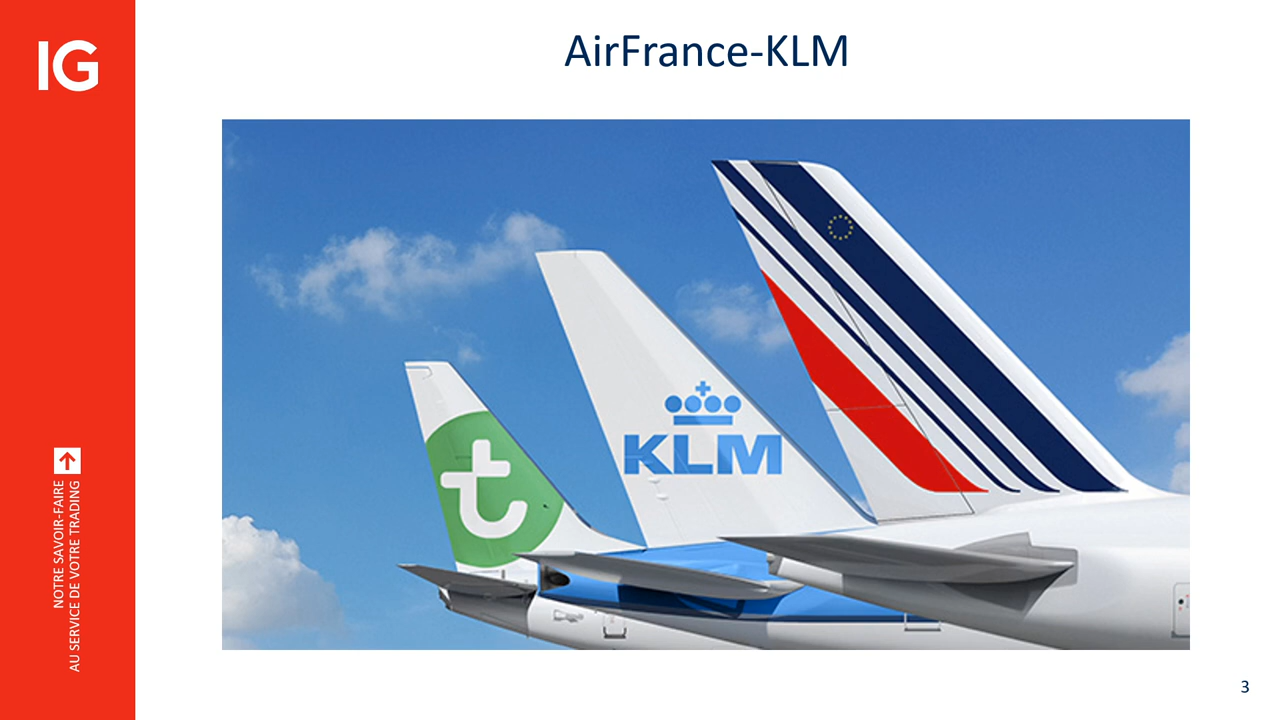 IG
AirFrance-KLM
KLM
t
NOTRE SAVOIR-FAIRE
AU SERVICE DE VOTRE TRADING
3